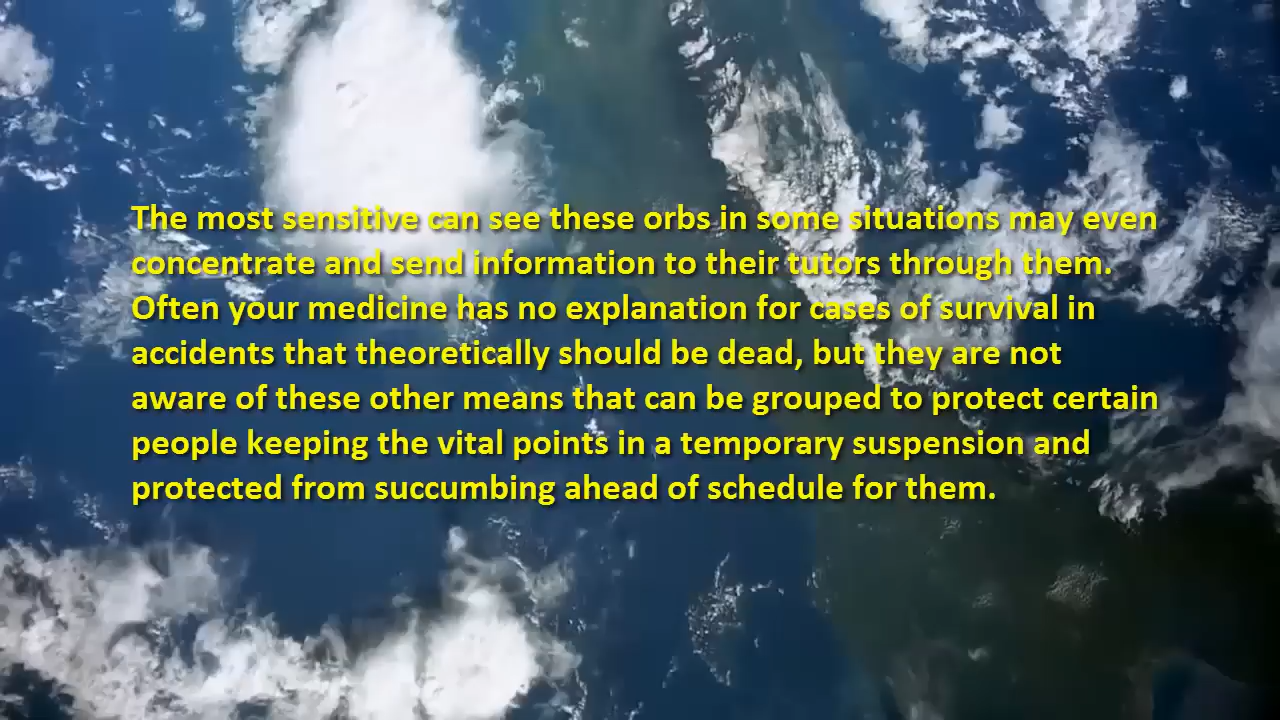 The most sensitive can see these orbs in some situations may even
concentrate and send information to their tutors through them.
Often your medicine has no explanation for cases of survival in
accidents that theoretically should be dead, but they are not
aware of these other means that can be grouped to protect certain
people keeping the vital points in a temporary suspension and
protected from succumbing ahead of schedule for them.